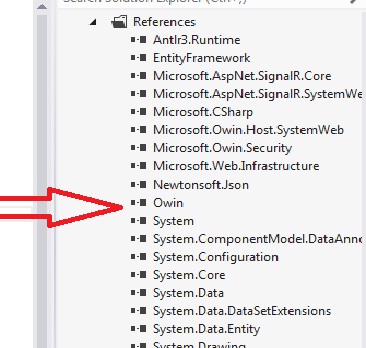 Search Solution Explorer (Ctrl+;)
References
Antlr3.Runtime
EntityFramework
Microsoft.AspNet.SignalR.Core
Microsoft.AspNet.SignalR.SystemWe
Microsoft.CSharp
Microsoft.Owin.Host.SystemWeb
Microsoft.Owin.Security
Microsoft.Web.Infrastructure
Newtonsoft.Json
Owin
System
System.ComponentModel.DataAnno
System.Configuration
System.Core
System.Data
System.Data.DataSetExtensions
System.Data.Entity
System.Drawing